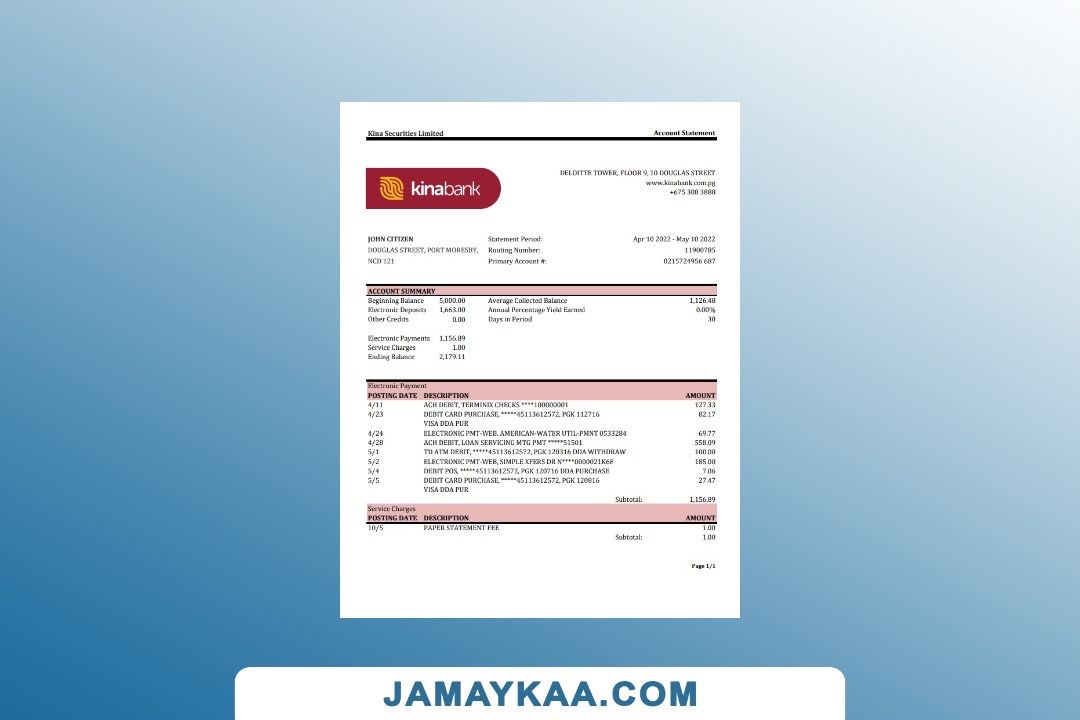 Kina Securities Limited Account Statement
kinabank
DELOITTE TOWER, FLOOR 9, 10 DOUGLAS STREET
www.kinabank.com.pg
+675 308 3888
JOHN CITIZEN Statement Period: Apr 10 2022 - May 10 2022
DOUGLAS STREET, PORT MORESBY, Routing Number: 11900785
NCD 121 Primary Account #: 0215724956 687
ACCOUNT SUMMARY
Beginning Balance 5,000.00 Average Collected Balance 1,126.48
Electronic Deposits 1,663.00 Annual Percentage Yield Earned 0.00%
Other Credits 0.00 Days in Period 30
Electronic Payments 1,156.89
Service Charges 1.00
Ending Balance 2,179.11
Electronic Payment
POSTING DATE DESCRIPTION AMOUNT
4/11 ACH DEBIT, TERMINIX CHECKS ****100000001 127.33
4/23 DEBIT CARD PURCHASE, *****45113612572, PGK 112716 82.17
VISA DDA PUR
4/24 ELECTRONIC PMT-WEB, AMERICAN-WATER UTIL-PMNT 0533284 69.77
4/28 ACH DEBIT, LOAN SERVICING MTG PMT *****51501 558.09
5/1 TD ATM DEBIT, *****45113612572, PGK 120316 DDA WITHDRAW 100.00
5/2 ELECTRONIC PMT-WEB, SIMPLE XFERS DR N****0000021K6F 185.00
5/4 DEBIT POS, *****45113612572, PGK 120716 DDA PURCHASE 7.06
5/5 DEBIT CARD PURCHASE, *****45113612572, PGK 120816 27.47
VISA DDA PUR
Subtotal: 1,156.89
Service Charges
POSTING DATE DESCRIPTION AMOUNT
10/5 PAPER STATEMENT FEE 1.00
Subtotal: 1.00
Page 1/1
JAMAYKAA.COM